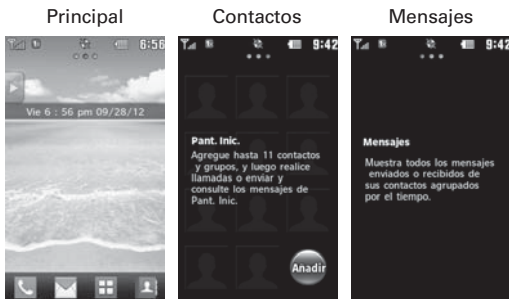 Principal
Contactos
Mensajes
6:56
9:42
9:42
Vie 6 : 56 pm 09/28/12
Pant. Inic.
Agregue hasta 11 contactos
y grupos, y luego realice
llamadas o enviar y
consulte los mensajes de
Pant. Inic.
Anadir
Mensajes
Muestra todos los mensajes
enviados o recibidos de
sus contactos agrupados
por el tiempo.